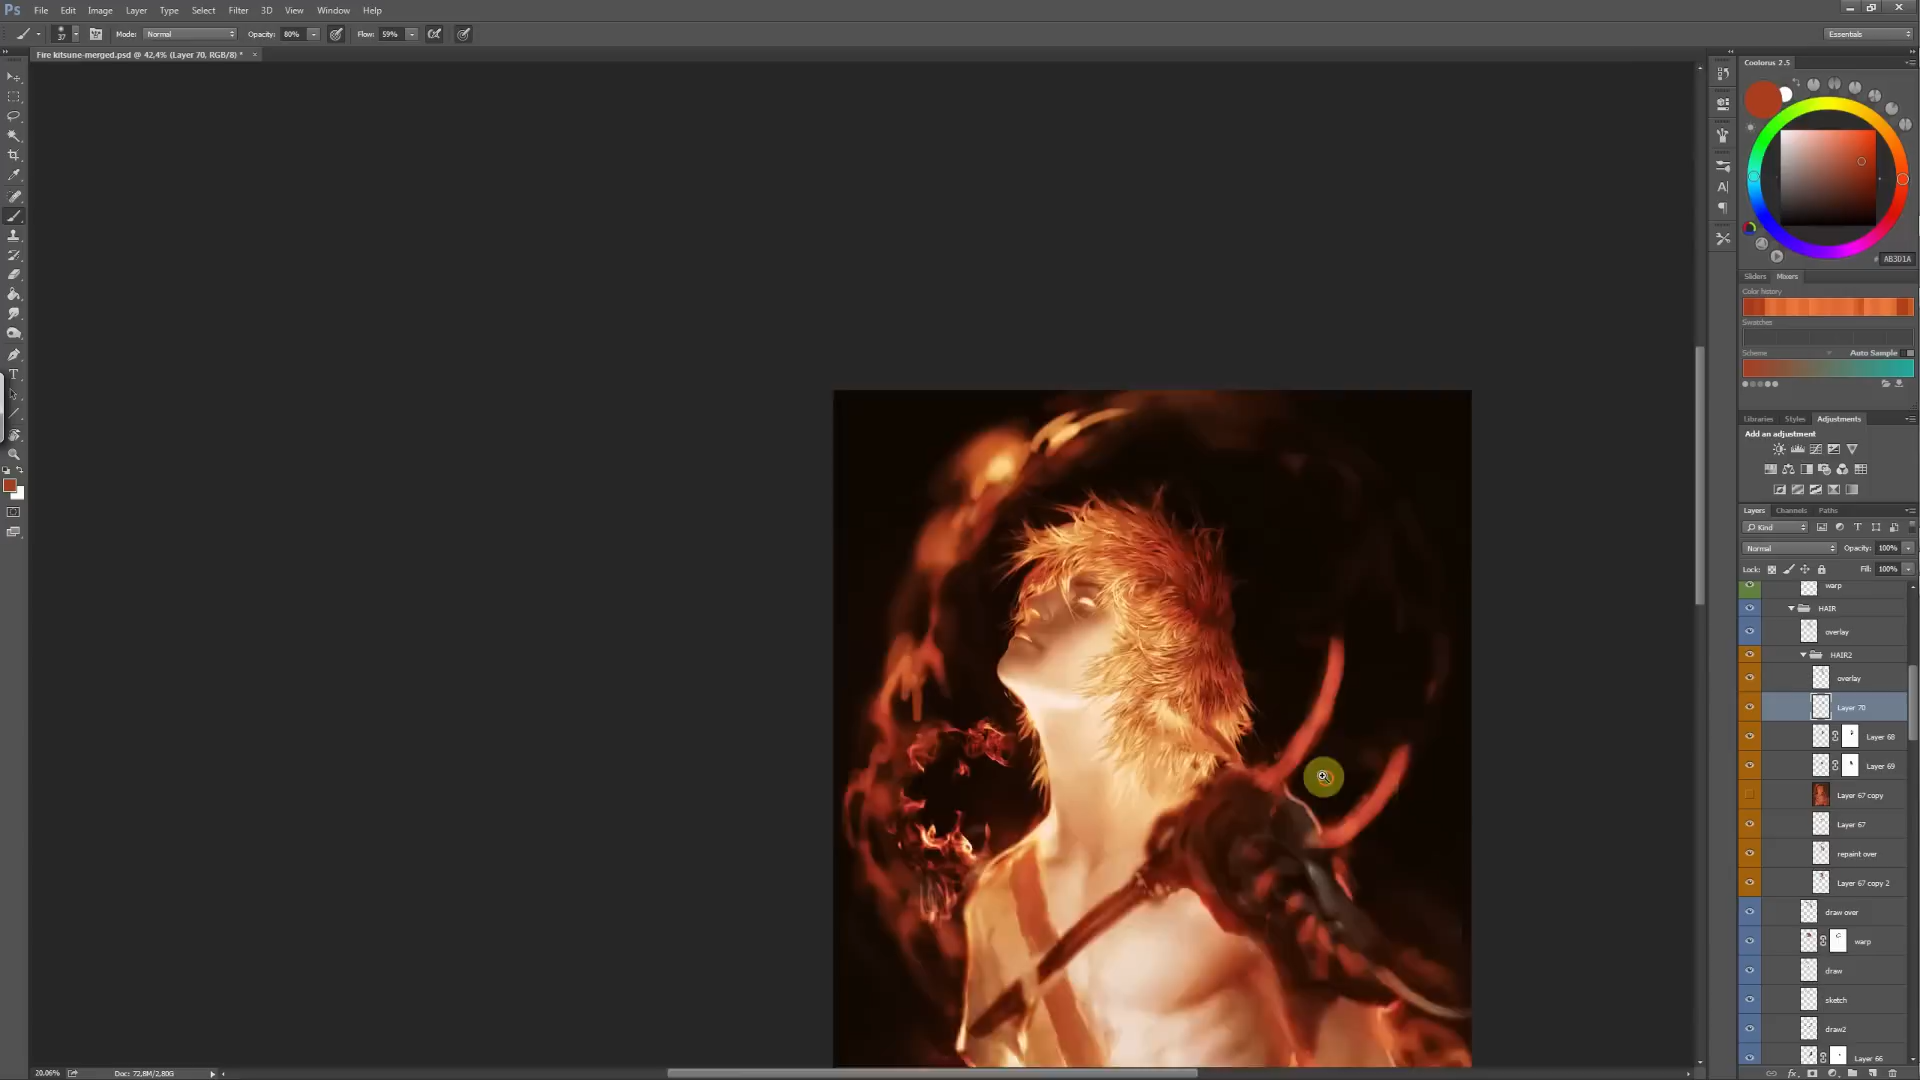 Ps File Edit Image Layer Type Select Filter 3D View Window Help
37 Mode: Normal Opacity: 80% Flow: 59% Essentials
Fire kitsune-merged.psd @ 42,4% (Layer 70, RGB/8) *
Coolorus 2.5
AB3D1A
Sliders Mixers
Color history
Swatches
Scheme Auto Sample
Libraries Styles Adjustments
Add an adjustment
Layers Channels Paths
Kind
Normal Opacity: 100%
Lock: Fill: 100%
warp
HAIR
overlay
HAIR2
overlay
Layer 70
Layer 68
Layer 69
Layer 67 copy
Layer 67
repaint over
Layer 67 copy 2
draw over
warp
draw
sketch
draw2
Layer 66
20.06% Doc: 72,8M/2,80G